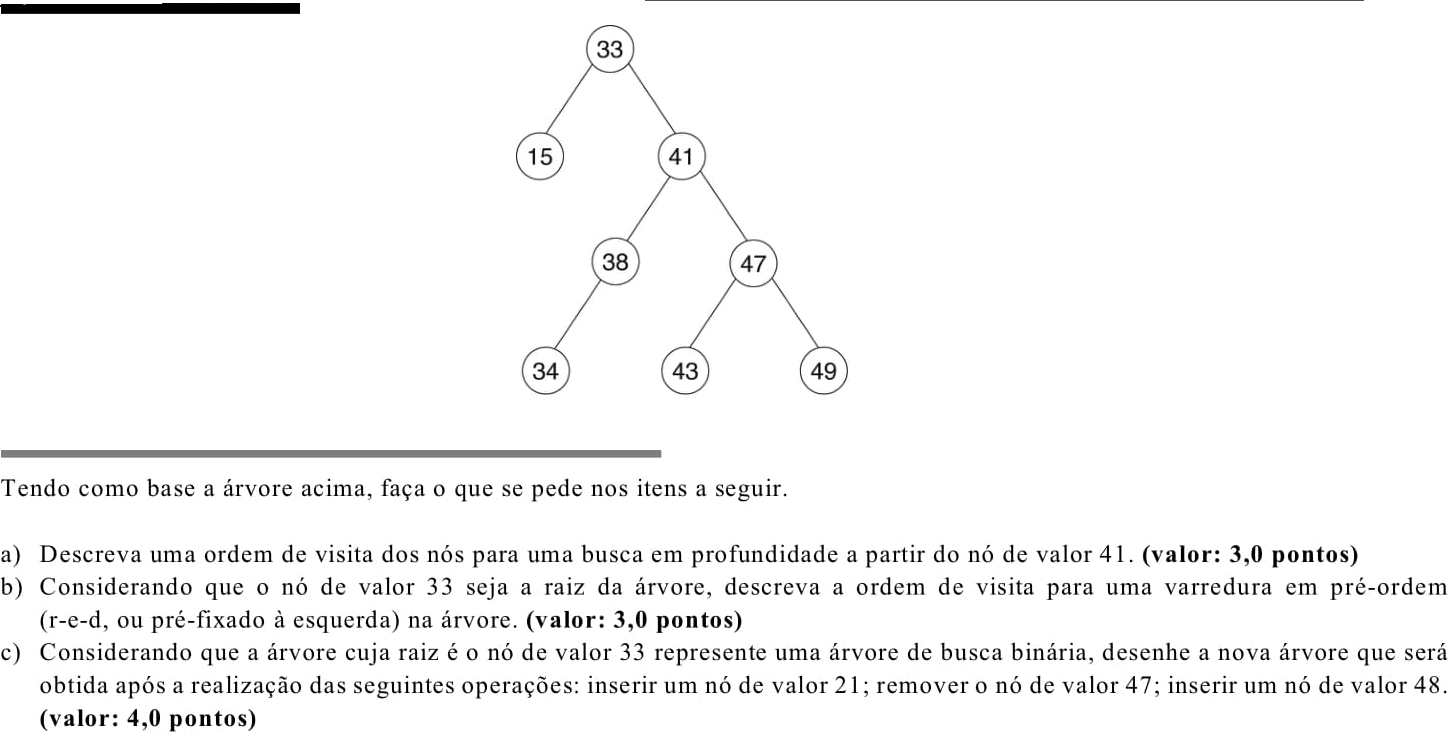 33
15
41
38
47
34
43
49
Tendo como base a árvore acima, faça o que se pede nos itens a seguir.
a) Descreva uma ordem de visita dos nós para uma busca em profundidade a partir do nó de valor 41. (valor: 3,0 pontos)
b) Considerando que o nó de valor 33 seja a raiz da árvore, descreva a ordem de visita para uma varredura em pré-ordem
(r-e-d, ou pré-fixado à esquerda) na árvore. (valor: 3,0 pontos)
c) Considerando que a árvore cuja raiz é o nó de valor 33 represente uma árvore de busca binária, desenhe a nova árvore que será
obtida após a realização das seguintes operações: inserir um nó de valor 21; remover o nó de valor 47; inserir um nó de valor 48.
(valor: 4,0 pontos)